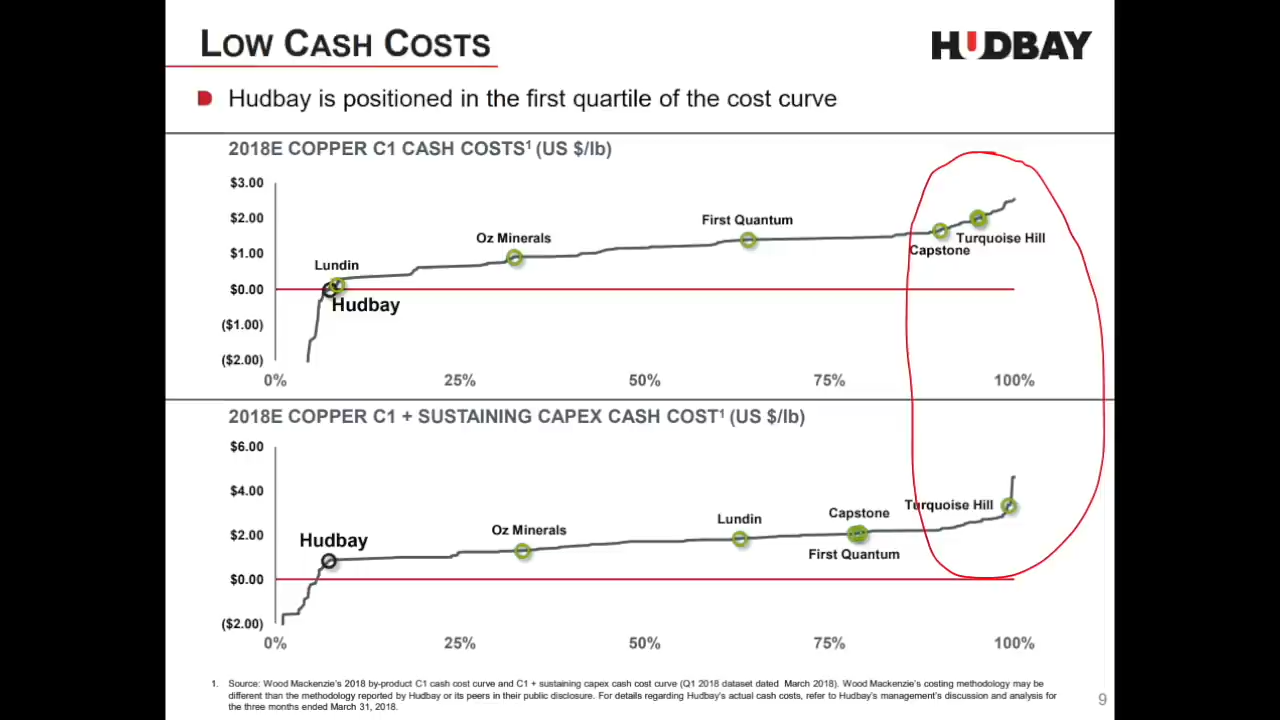 LOW CASH COSTS
HUDBAY
Hudbay is positioned in the first quartile of the cost curve
2018E COPPER C1 CASH COSTS¹ (US $/lb)
$3.00
$2.00
$1.00
$0.00
($1.00)
($2.00)
Lundin
Hudbay
Oz Minerals
First Quantum
Capstone
Turquoise Hill
0%
25%
50%
75%
100%
2018E COPPER C1 + SUSTAINING CAPEX CASH COST¹ (US $/lb)
$6.00
$4.00
$2.00
$0.00
($2.00)
Hudbay
Oz Minerals
Lundin
Capstone
First Quantum
Turquoise Hill
0%
25%
50%
75%
100%
1. Source: Wood Mackenzie's 2018 by-product C1 cash cost curve and C1 + sustaining capex cash cost curve (Q1 2018 dataset dated March 2018). Wood Mackenzie's costing methodology may be
different than the methodology reported by Hudbay or its peers in their public disclosure. For details regarding Hudbay's actual cash costs, refer to Hudbay's management's discussion and analysis for
the three months ended March 31, 2018.
9